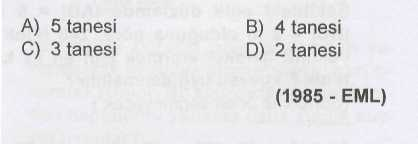 A) 5 tanesi B) 4 tanesi
C) 3 tanesi D) 2 tanesi
(1985 - EML)